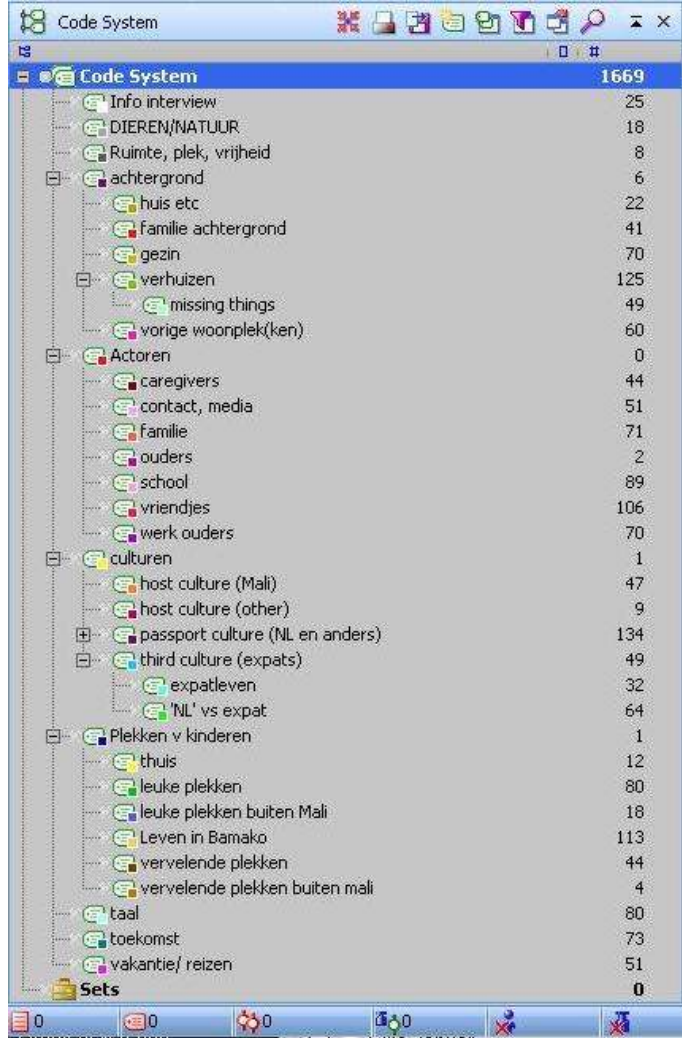 Code System
#
Code System 1669
Info interview 25
DIEREN/NATUUR 18
Ruimte, plek, vrijheid 8
achtergrond 6
huis etc 22
familie achtergrond 41
gezin 70
verhuizen 125
missing things 49
vorige woonplek(ken) 60
Actoren 0
caregivers 44
contact, media 51
familie 71
ouders 2
school 89
vriendjes 106
werk ouders 70
culturen 1
host culture (Mali) 47
host culture (other) 9
passport culture (NL en anders) 134
third culture (expats) 49
expatleven 32
'NL' vs expat 64
Plekken v kinderen 1
thuis 12
leuke plekken 80
leuke plekken buiten Mali 18
Leven in Bamako 113
vervelende plekken 44
vervelende plekken buiten mali 4
taal 80
toekomst 73
vakantie/ reizen 51
Sets 0
0 0 0 0